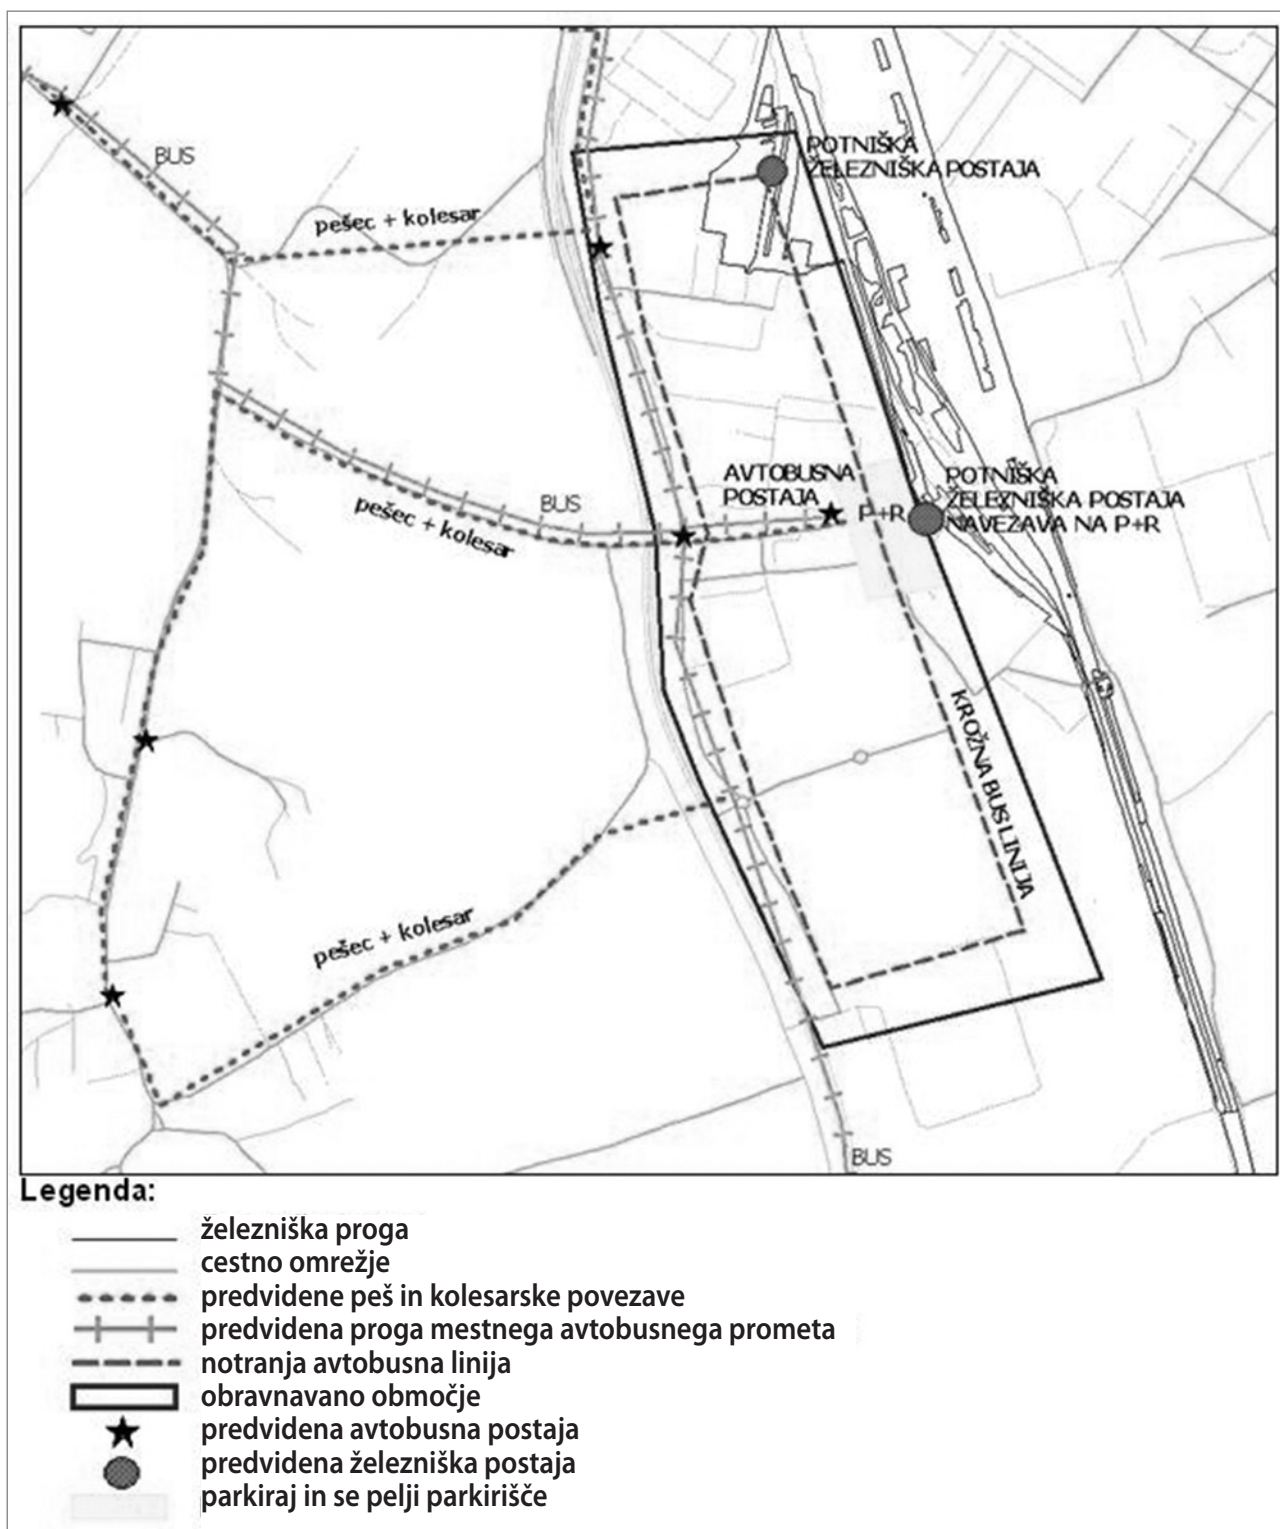 BUS
POTNIŠKA
ŽELEZNIŠKA POSTAJA
pešec + kolesar
AVTOBUSNA
POSTAJA
P+R
POTNIŠKA
ŽELEZNIŠKA POSTAJA
NAVEZAVA NA P+R
BUS
pešec + kolesar
KROŽNA BUS LINIJA
pešec + kolesar
BUS
Legenda:
železniška proga
cestno omrežje
predvidene peš in kolesarske povezave
predvidena proga mestnega avtobusnega prometa
notranja avtobusna linija
obravnavano območje
predvidena avtobusna postaja
predvidena železniška postaja
parkiraj in se pelji parkirišče